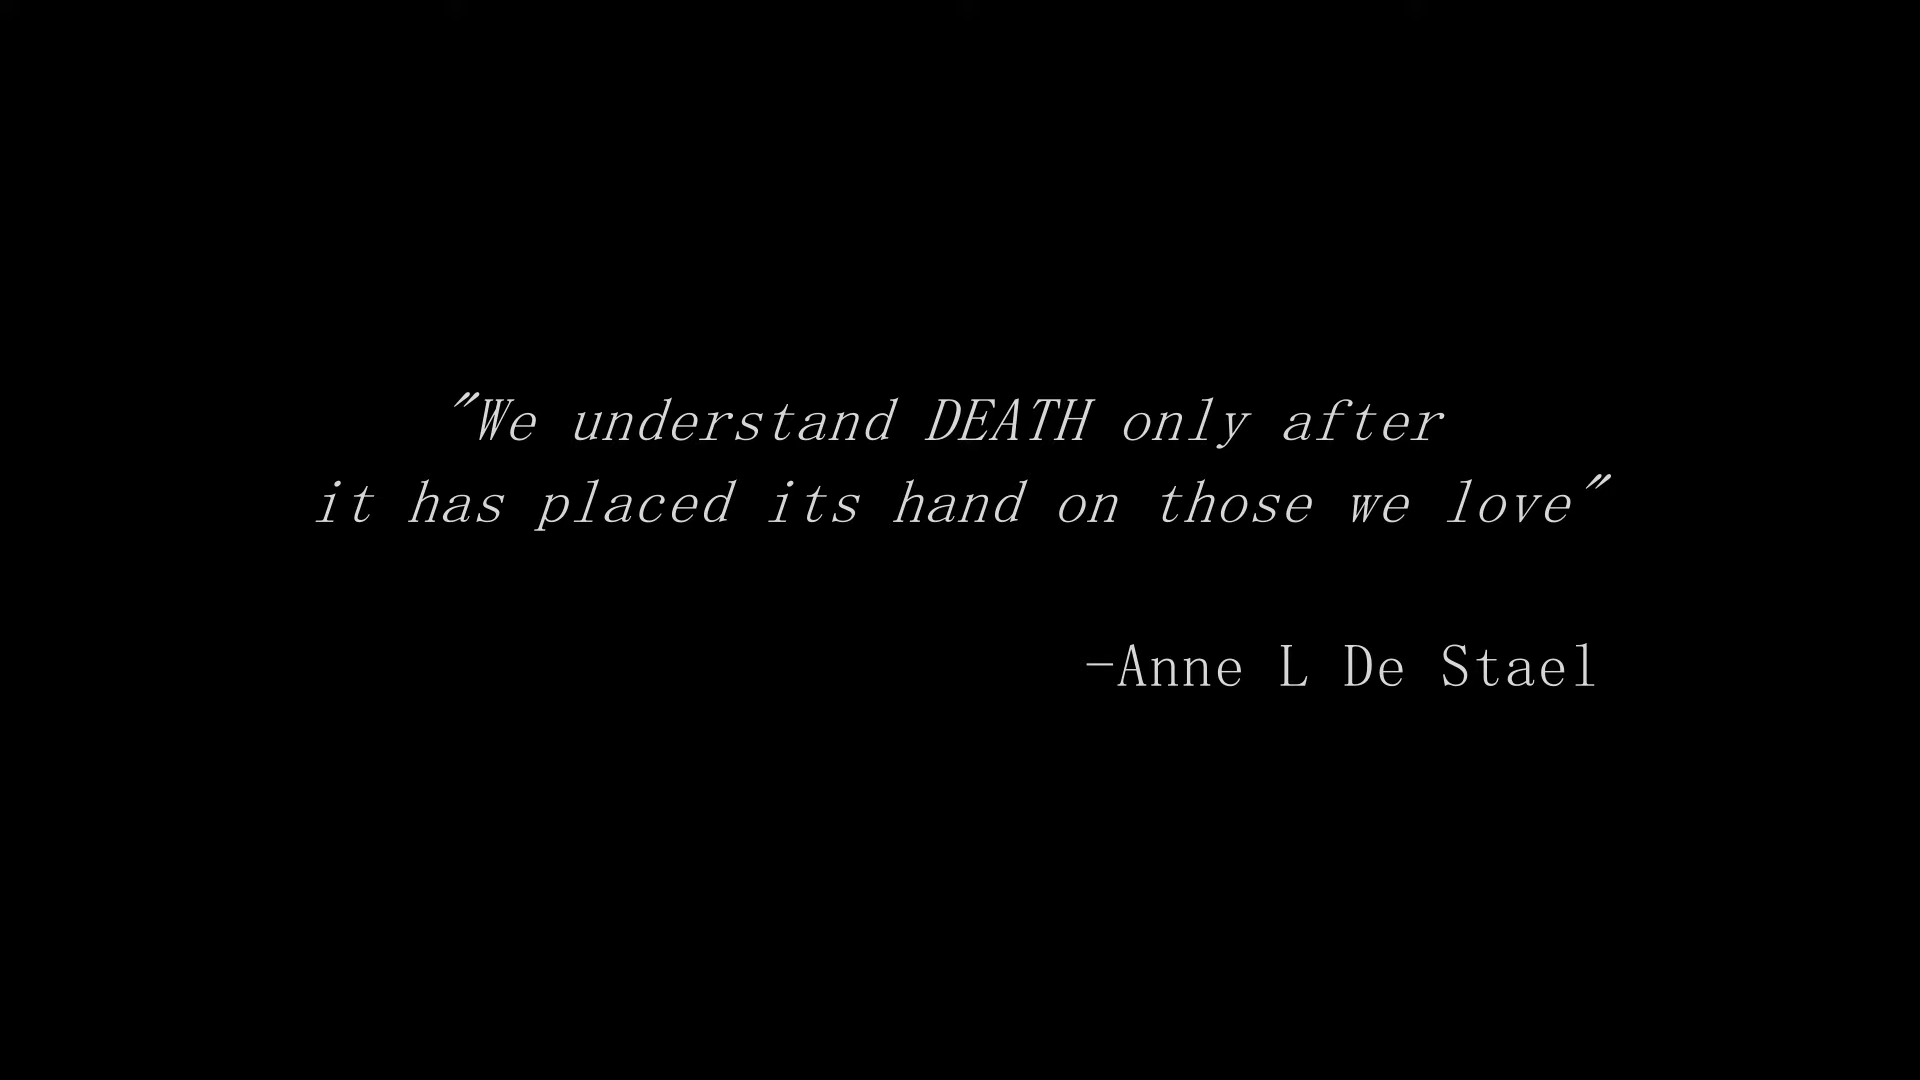 "We understand DEATH only after
it has placed its hand on those we love"
-Anne L De Stael